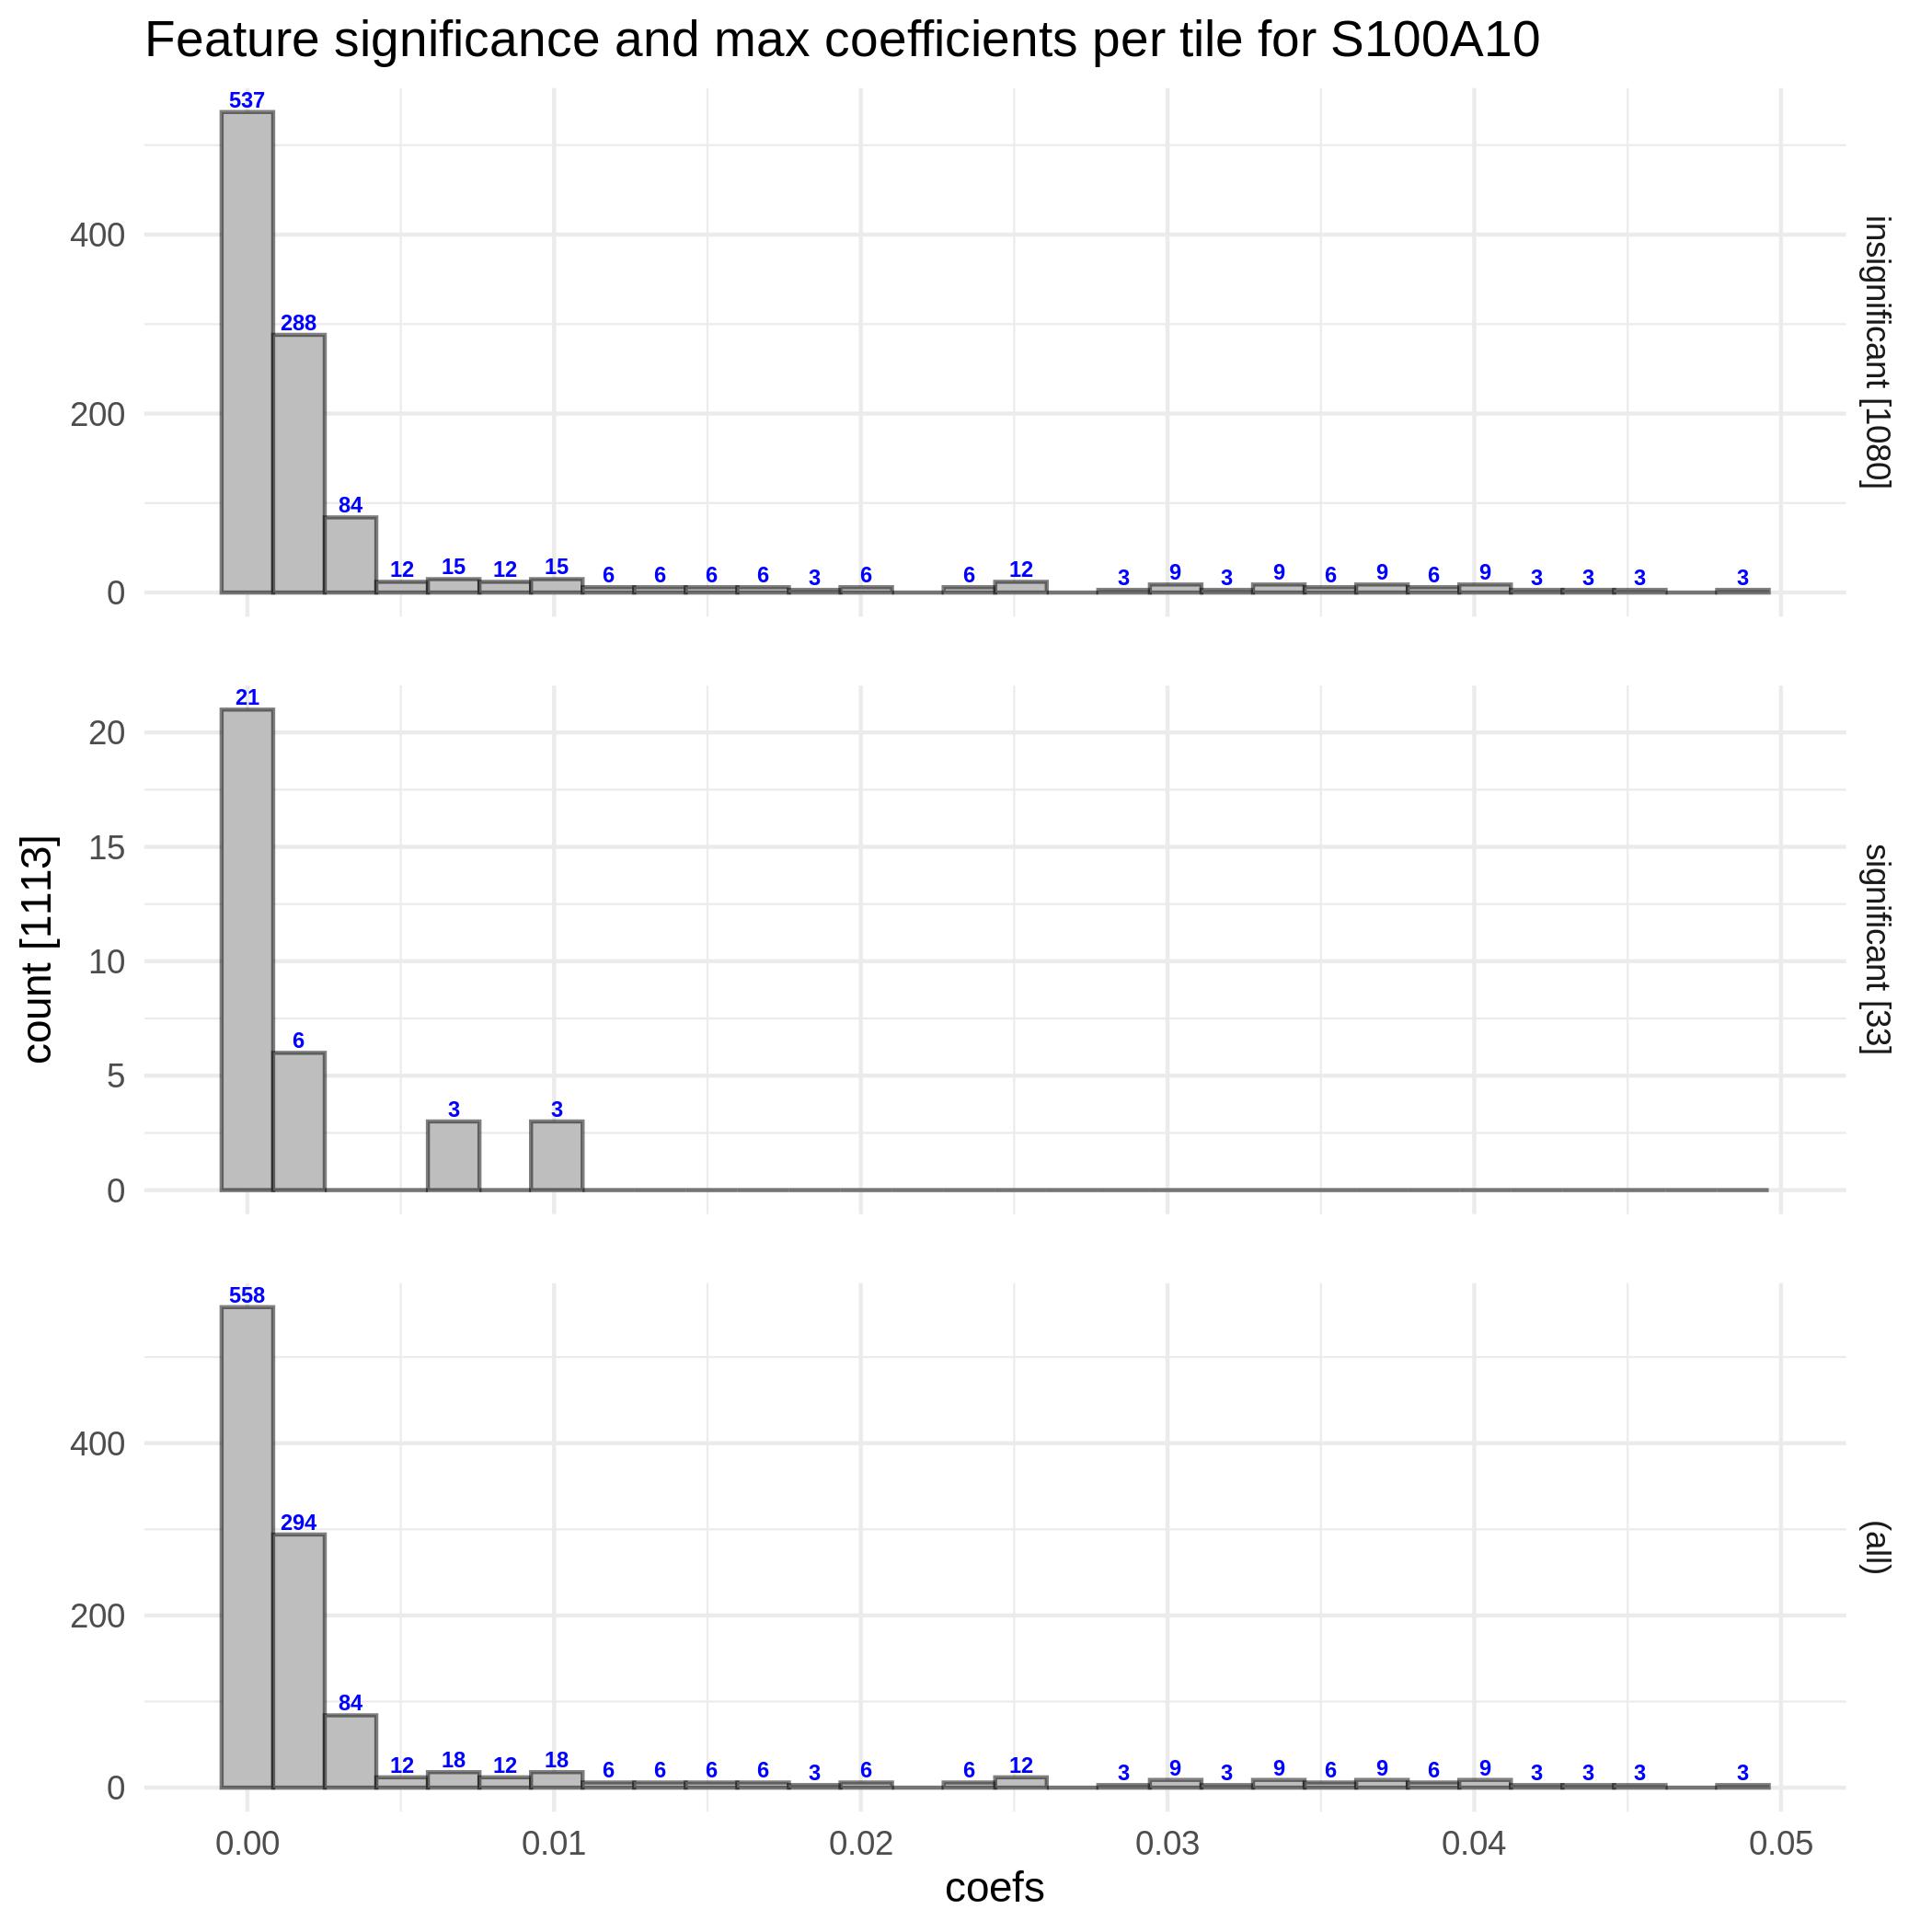 Feature significance and max coefficients per tile for S100A10
537
288
84
12 15 12 15 6 6 6 6 3 6 6 12 3 9 3 9 6 9 6 9 3 3 3 3
400
200
0
insignificant [1080]
21
6
3 3
20
15
10
5
0
significant [33]
count [1113]
558
294
84
12 18 12 18 6 6 6 6 3 6 6 12 3 9 3 9 6 9 6 9 3 3 3 3
400
200
0
(all)
0.00 0.01 0.02 0.03 0.04 0.05
coefs